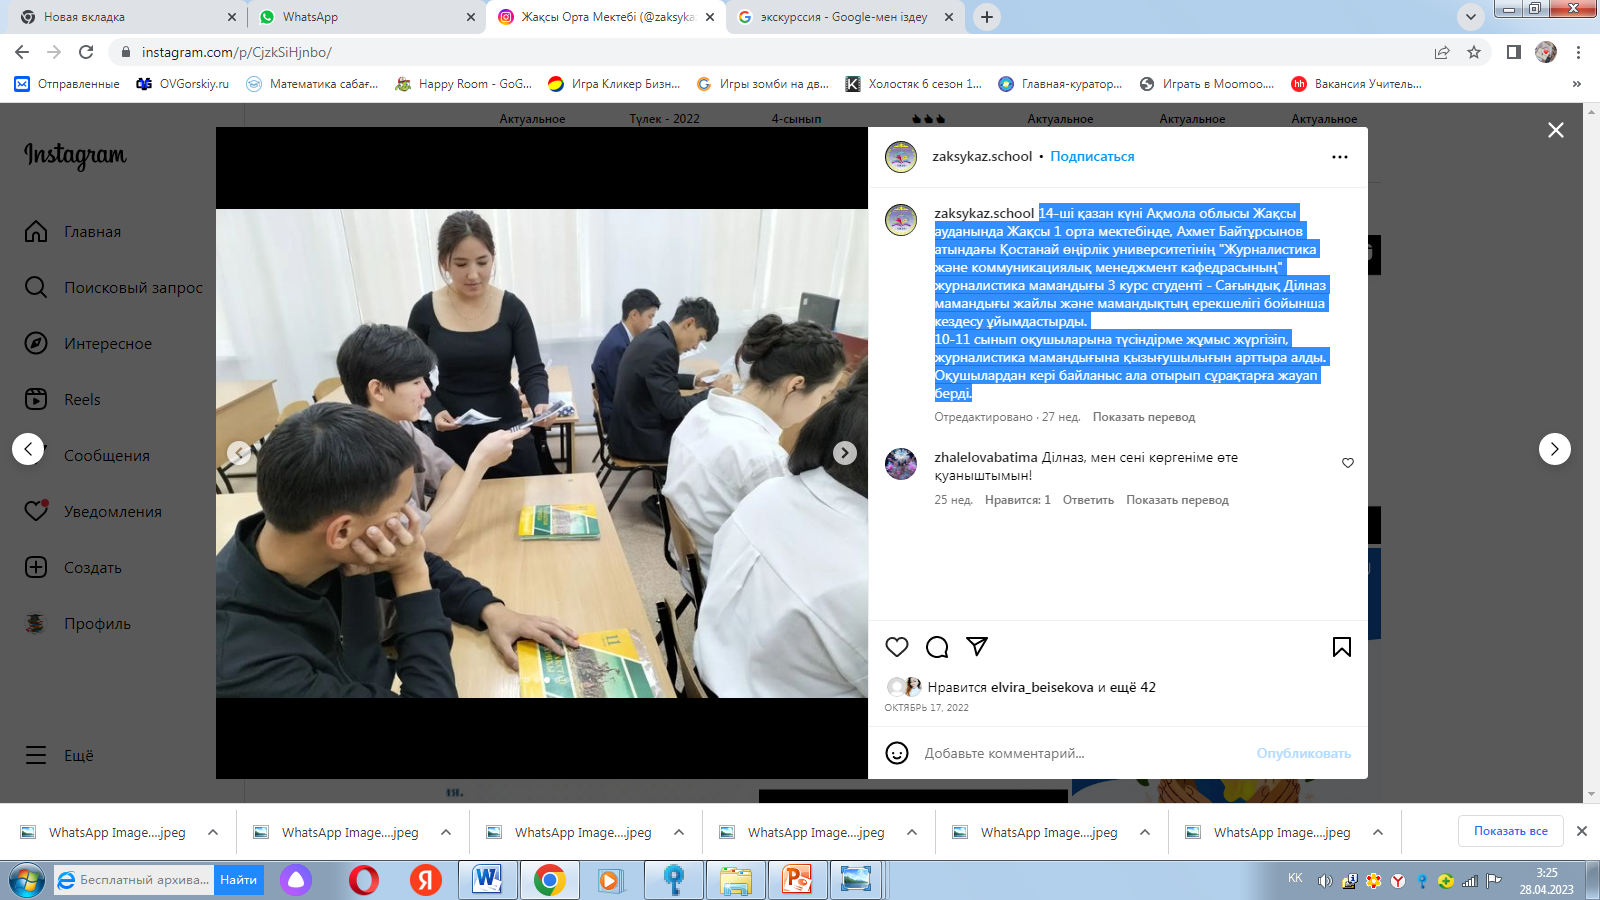 Новая вкладка
WhatsApp
Жақсы Орта Мектебі (@zaksyka
экскурссия - Google-мен іздеу
instagram.com/p/CjzkSiHjnbo/
Отправленные
OVGorskiy.ru
Математика сабағ...
Happy Room - GoG...
Игра Кликер Бизн...
Игры зомби на дв...
Холостяк 6 сезон 1...
Главная-куратор...
Играть в Moomoo....
Вакансия Учитель...
Актуальное
Түлек - 2022
4-сынып
Актуальное
Актуальное
Актуальное
Instagram
Главная
Поисковый запрос
Интересное
Reels
Сообщения
Уведомления
Создать
Профиль
Ещё
zaksykaz.school • Подписаться
zaksykaz.school 14-ші қазан күні Ақмола облысы Жақсы
ауданында Жақсы 1 орта мектебінде, Ахмет Байтұрсынов
атындағы Қостанай өңірлік университетінің "Журналистика
және коммуникациялық менеджмент кафедрасының"
журналистика мамандығы 3 курс студенті - Сағындық Ділназ
мамандығы жайлы және мамандықтың ерекшелігі бойынша
кездесу ұйымдастырды.
10-11 сынып оқушыларына түсіндірме жұмыс жүргізіп,
журналистика мамандығына қызығушылығын арттыра алды.
Оқушылардан кері байланыс ала отырып сұрақтарға жауап
берді.
Отредактировано · 27 нед. Показать перевод
zhalelovabatima Ділназ, мен сені көргеніме өте
қуаныштымын!
25 нед. Нравится: 1 Ответить Показать перевод
11
Нравится elvira_beisekova и ещё 42
ОКТЯБРЬ 17, 2022
Добавьте комментарий...
Опубликовать
ия.
WhatsApp Image....jpeg
WhatsApp Image....jpeg
WhatsApp Image....jpeg
WhatsApp Image....jpeg
WhatsApp Image....jpeg
WhatsApp Image....jpeg
Показать все
Бесплатный архива...
Найти
KK
3:25
28.04.2023